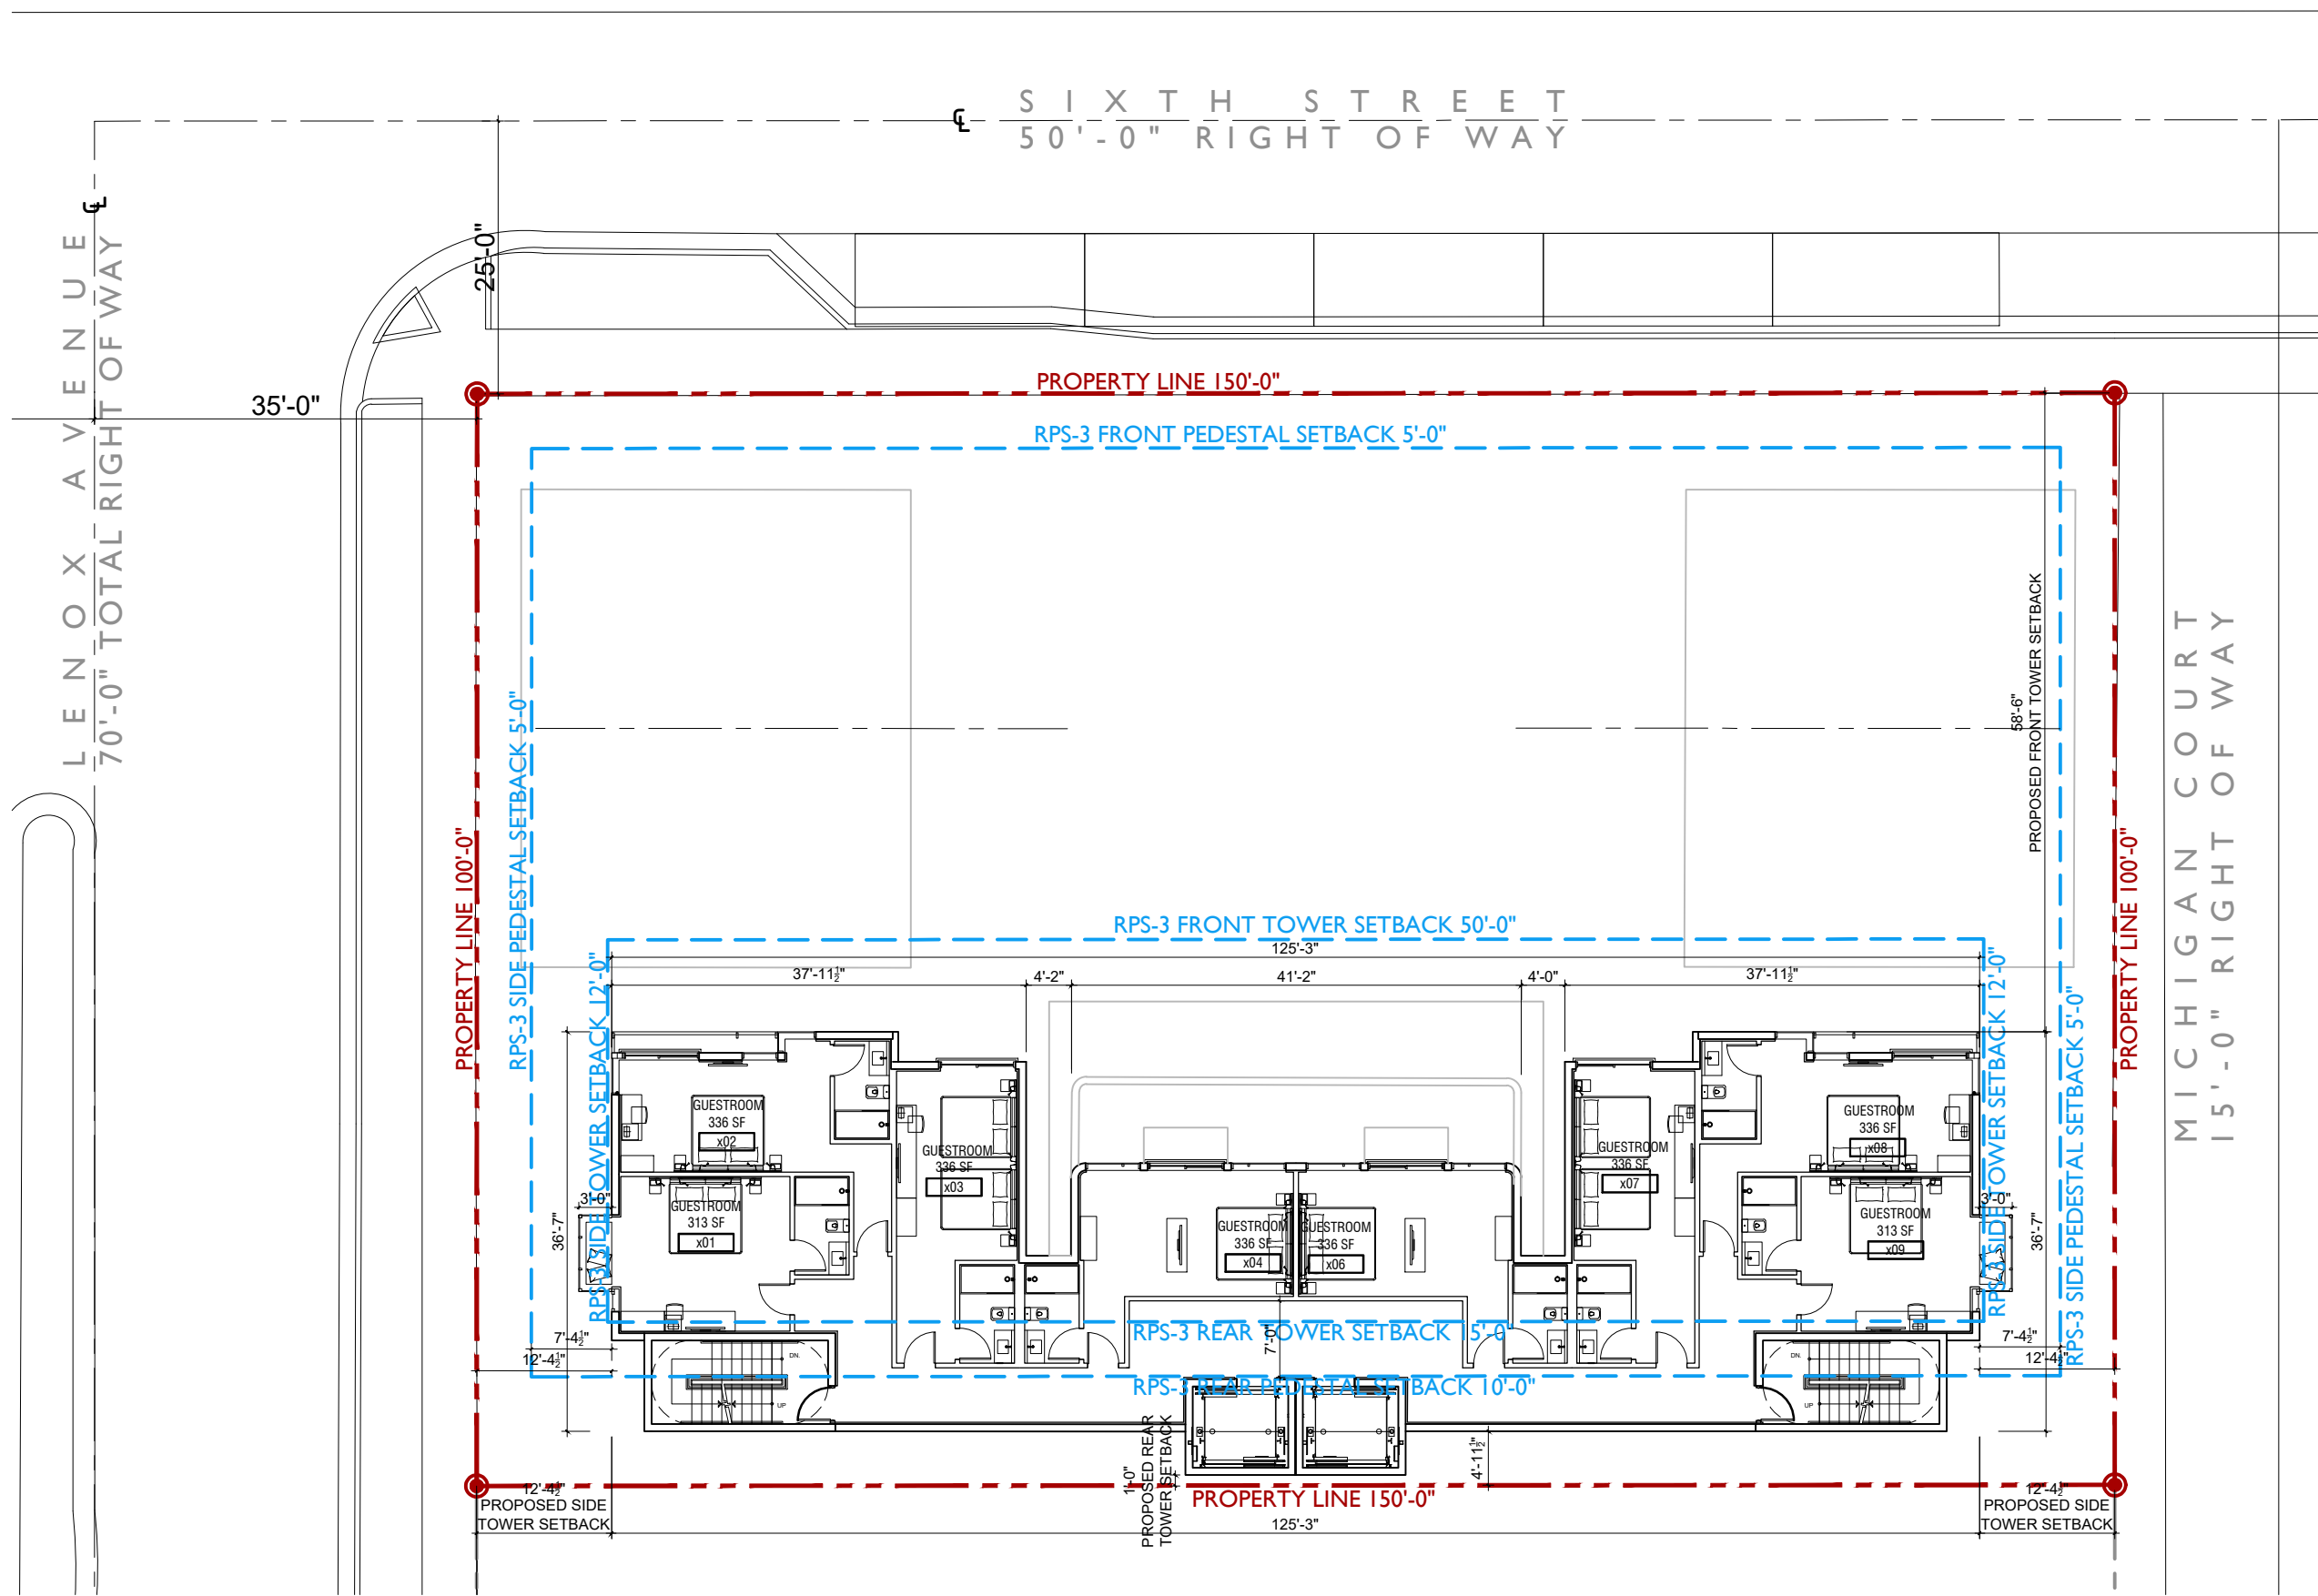 SIXTH STREET
50'-0" RIGHT OF WAY
℄
℄
LENOX AVENUE
70'-0" TOTAL RIGHT OF WAY
25'-0"
35'-0"
PROPERTY LINE 150'-0"
RPS-3 FRONT PEDESTAL SETBACK 5'-0"
PROPERTY LINE 100'-0"
RPS-3 SIDE PEDESTAL SETBACK 5'-0"
58'-6"
PROPOSED FRONT TOWER SETBACK
MICHIGAN COURT
15'-0" RIGHT OF WAY
PROPERTY LINE 100'-0"
RPS-3 FRONT TOWER SETBACK 50'-0"
125'-3"
37'-11½"
4'-2"
41'-2"
4'-0"
37'-11½"
RPS-3 SIDE TOWER SETBACK 12'-0"
RPS-3 SIDE TOWER SETBACK 12'-0"
RPS-3 SIDE PEDESTAL SETBACK 5'-0"
GUESTROOM
336 SF
x02
GUESTROOM
336 SF
x03
GUESTROOM
313 SF
x01
GUESTROOM
336 SF
x04
GUESTROOM
336 SF
x06
GUESTROOM
336 SF
x07
GUESTROOM
336 SF
x08
GUESTROOM
313 SF
x09
3'-0"
36'-7"
3'-0"
36'-7"
RPS-3 REAR TOWER SETBACK 15'-0"
7'-0"
7'-4½"
12'-4½"
7'-4½"
12'-4½"
DN.
UP
DN.
UP
RPS-3 REAR PEDESTAL SETBACK 10'-0"
1'-0"
PROPOSED REAR
TOWER SETBACK
4'-11½"
PROPERTY LINE 150'-0"
12'-4½"
PROPOSED SIDE
TOWER SETBACK
125'-3"
12'-4½"
PROPOSED SIDE
TOWER SETBACK